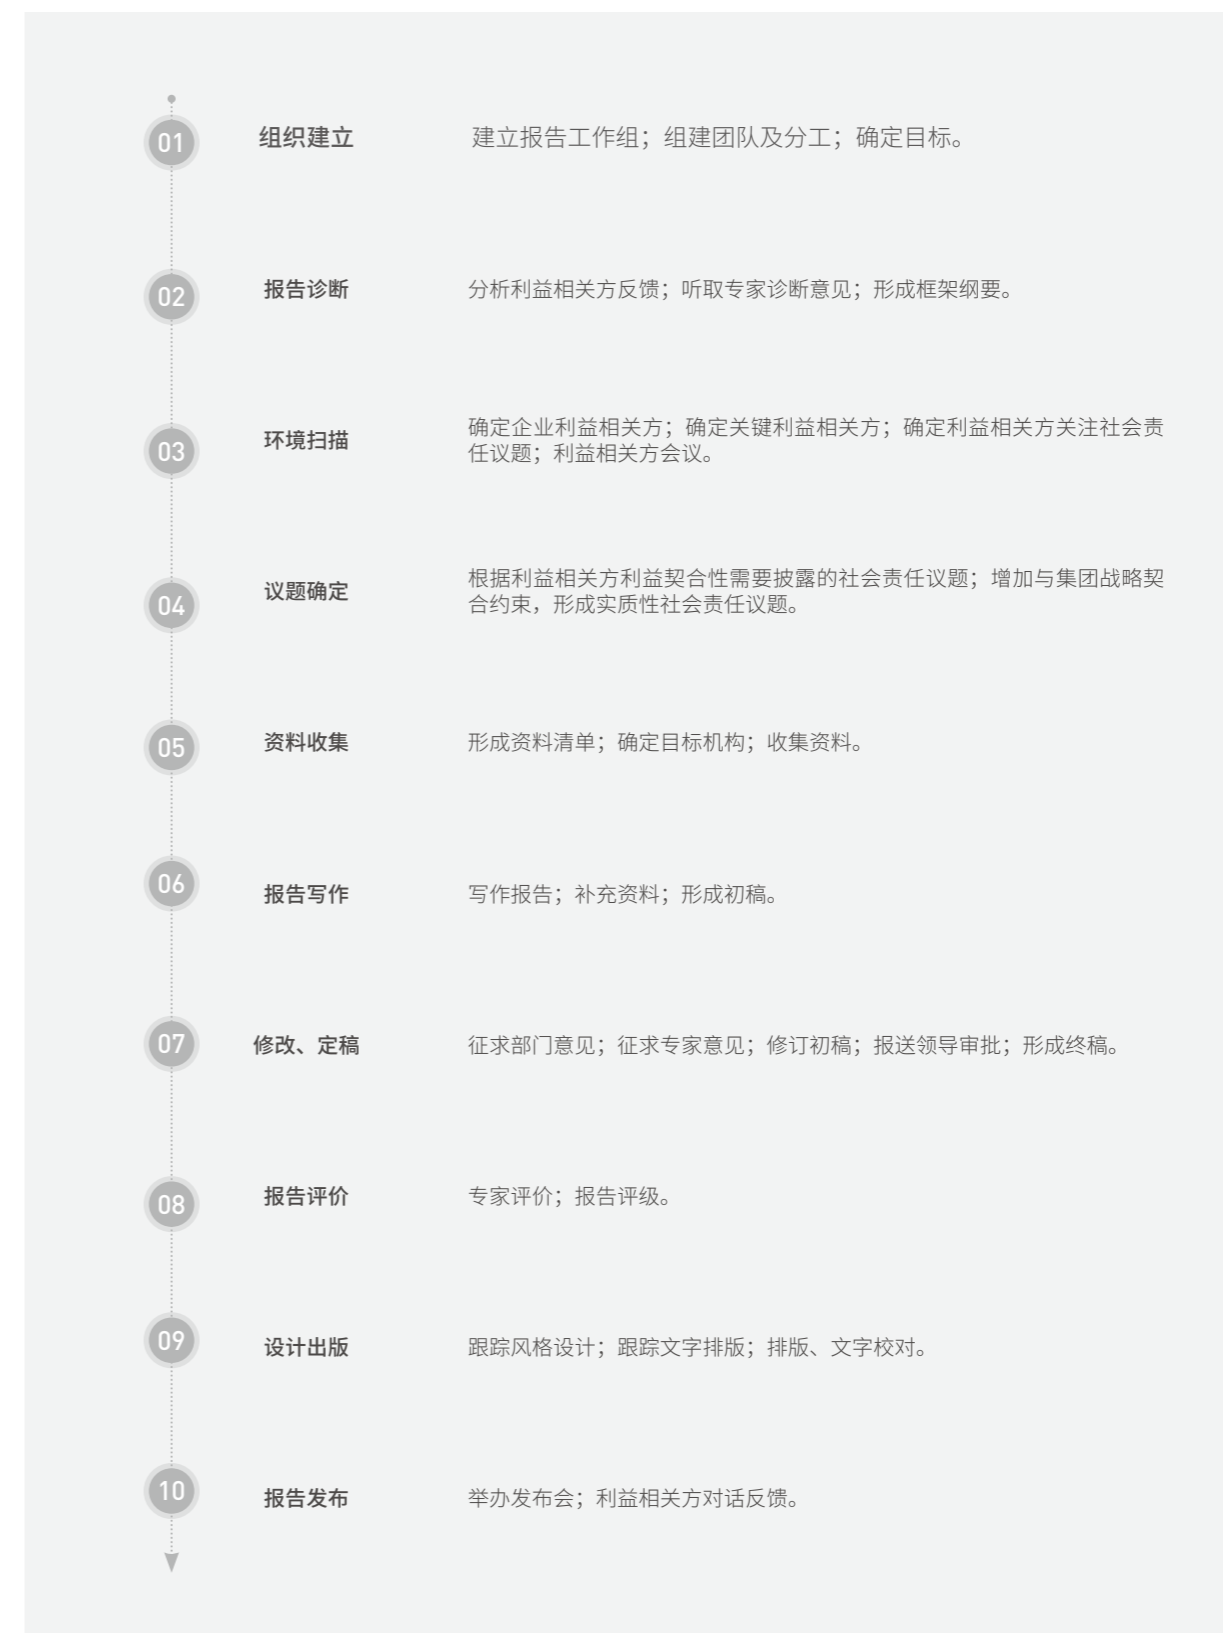 01 组织建立 建立报告工作组；组建团队及分工；确定目标。
02 报告诊断 分析利益相关方反馈；听取专家诊断意见；形成框架纲要。
03 环境扫描 确定企业利益相关方；确定关键利益相关方；确定利益相关方关注社会责
任议题；利益相关方会议。
04 议题确定 根据利益相关方利益契合性需要披露的社会责任议题；增加与集团战略契
合约束，形成实质性社会责任议题。
05 资料收集 形成资料清单；确定目标机构；收集资料。
06 报告写作 写作报告；补充资料；形成初稿。
07 修改、定稿 征求部门意见；征求专家意见；修订初稿；报送领导审批；形成终稿。
08 报告评价 专家评价；报告评级。
09 设计出版 跟踪风格设计；跟踪文字排版；排版、文字校对。
10 报告发布 举办发布会；利益相关方对话反馈。